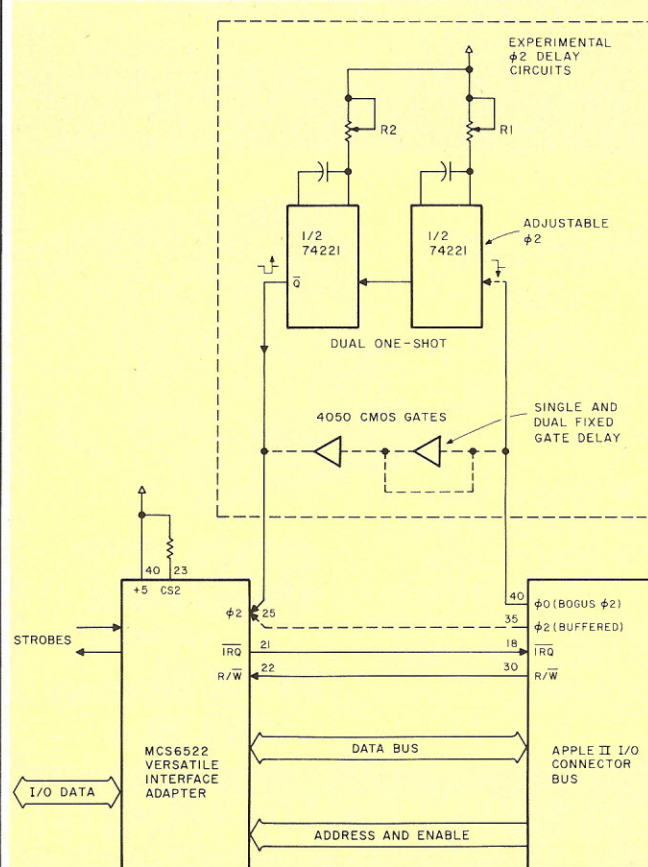 EXPERIMENTAL
ϕ2 DELAY
CIRCUITS
R2
R1
1/2
74221
1/2
74221
ADJUSTABLE
ϕ2
Q̅
DUAL ONE-SHOT
4050 CMOS GATES
SINGLE AND
DUAL FIXED
GATE DELAY
40
23
+5
CS2
40
ϕ0 (BOGUS ϕ2)
ϕ2
25
35
ϕ2 (BUFFERED)
STROBES
I̅R̅Q̅
21
18
I̅R̅Q̅
R/W̅
22
30
R/W̅
MCS6522
VERSATILE
INTERFACE
ADAPTER
DATA BUS
APPLE II I/O
CONNECTOR
BUS
I/O DATA
ADDRESS AND ENABLE